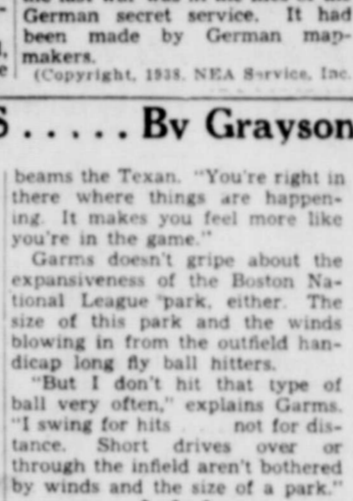 German secret service. It had
been made by German map-
makers.
(Copyright, 1938, NEA Service, Inc.
S ..... By Grayson
beams the Texan. "You're right in
there where things are happen-
ing. It makes you feel more like
you're in the game."
Garms doesn't gripe about the
expansiveness of the Boston Na-
tional League park, either. The
size of this park and the winds
blowing in from the outfield han-
dicap long fly ball hitters.
"But I don't hit that type of
ball very often," explains Garms.
"I swing for hits . . . not for dis-
tance. Short drives over or
through the infield aren't bothered
by winds and the size of a park."